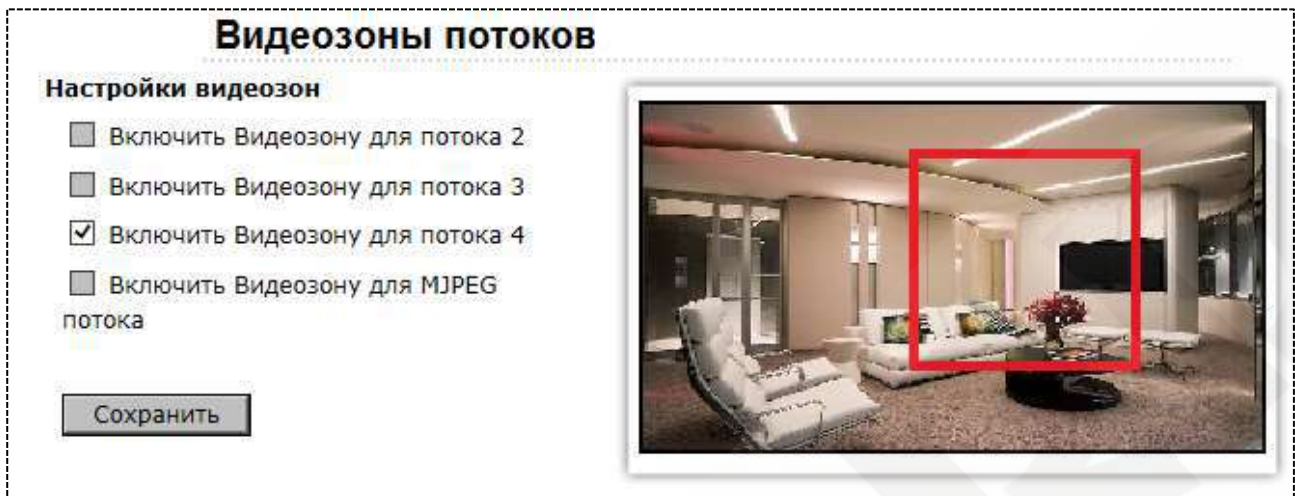 Видеозоны потоков
Настройки видеозон
Включить Видеозону для потока 2
Включить Видеозону для потока 3
Включить Видеозону для потока 4
Включить Видеозону для MJPEG
потока
Сохранить